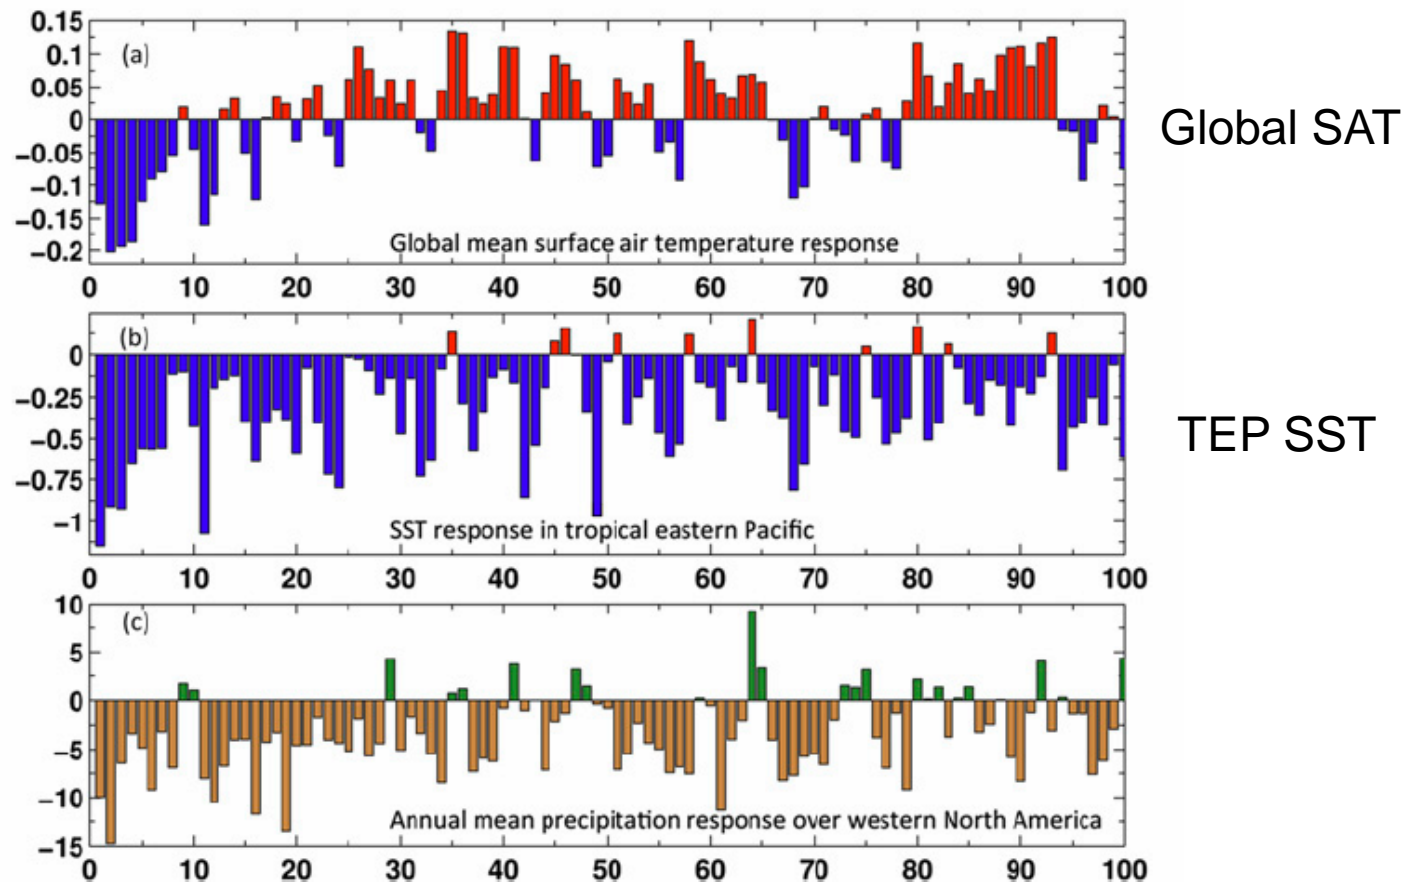 0.15
0.1
0.05
0
−0.05
−0.1
−0.15
−0.2
(a)
Global mean surface air temperature response
0 10 20 30 40 50 60 70 80 90 100
Global SAT
0
−0.25
−0.5
−0.75
−1
(b)
SST response in tropical eastern Pacific
0 10 20 30 40 50 60 70 80 90 100
TEP SST
10
5
0
−5
−10
−15
(c)
Annual mean precipitation response over western North America
0 10 20 30 40 50 60 70 80 90 100